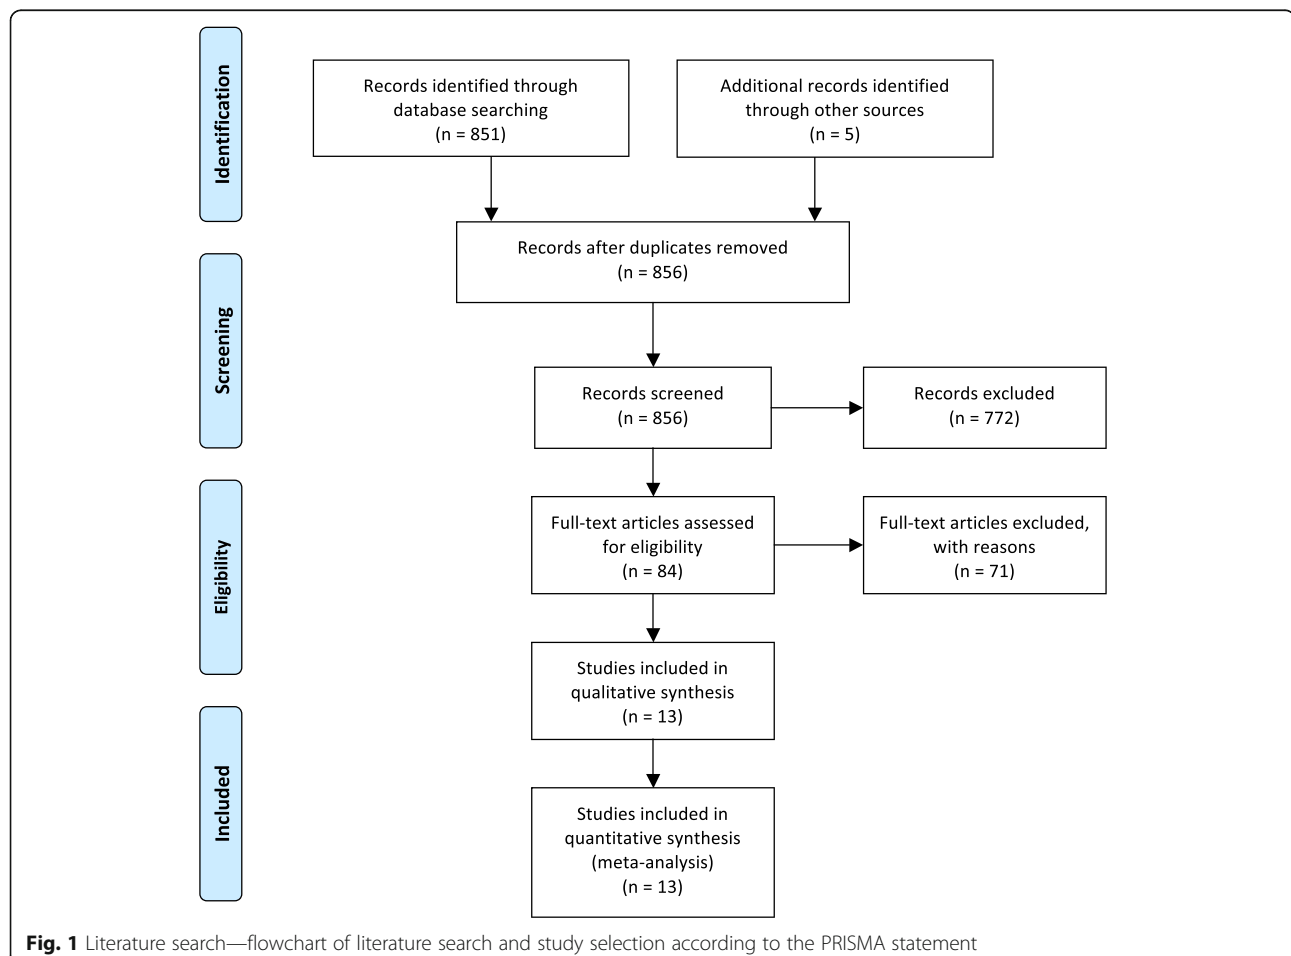 Identification
Records identified through
database searching
(n = 851)
Additional records identified
through other sources
(n = 5)
Records after duplicates removed
(n = 856)
Screening
Records screened
(n = 856)
Records excluded
(n = 772)
Eligibility
Full-text articles assessed
for eligibility
(n = 84)
Full-text articles excluded,
with reasons
(n = 71)
Studies included in
qualitative synthesis
(n = 13)
Included
Studies included in
quantitative synthesis
(meta-analysis)
(n = 13)
Fig. 1 Literature search—flowchart of literature search and study selection according to the PRISMA statement